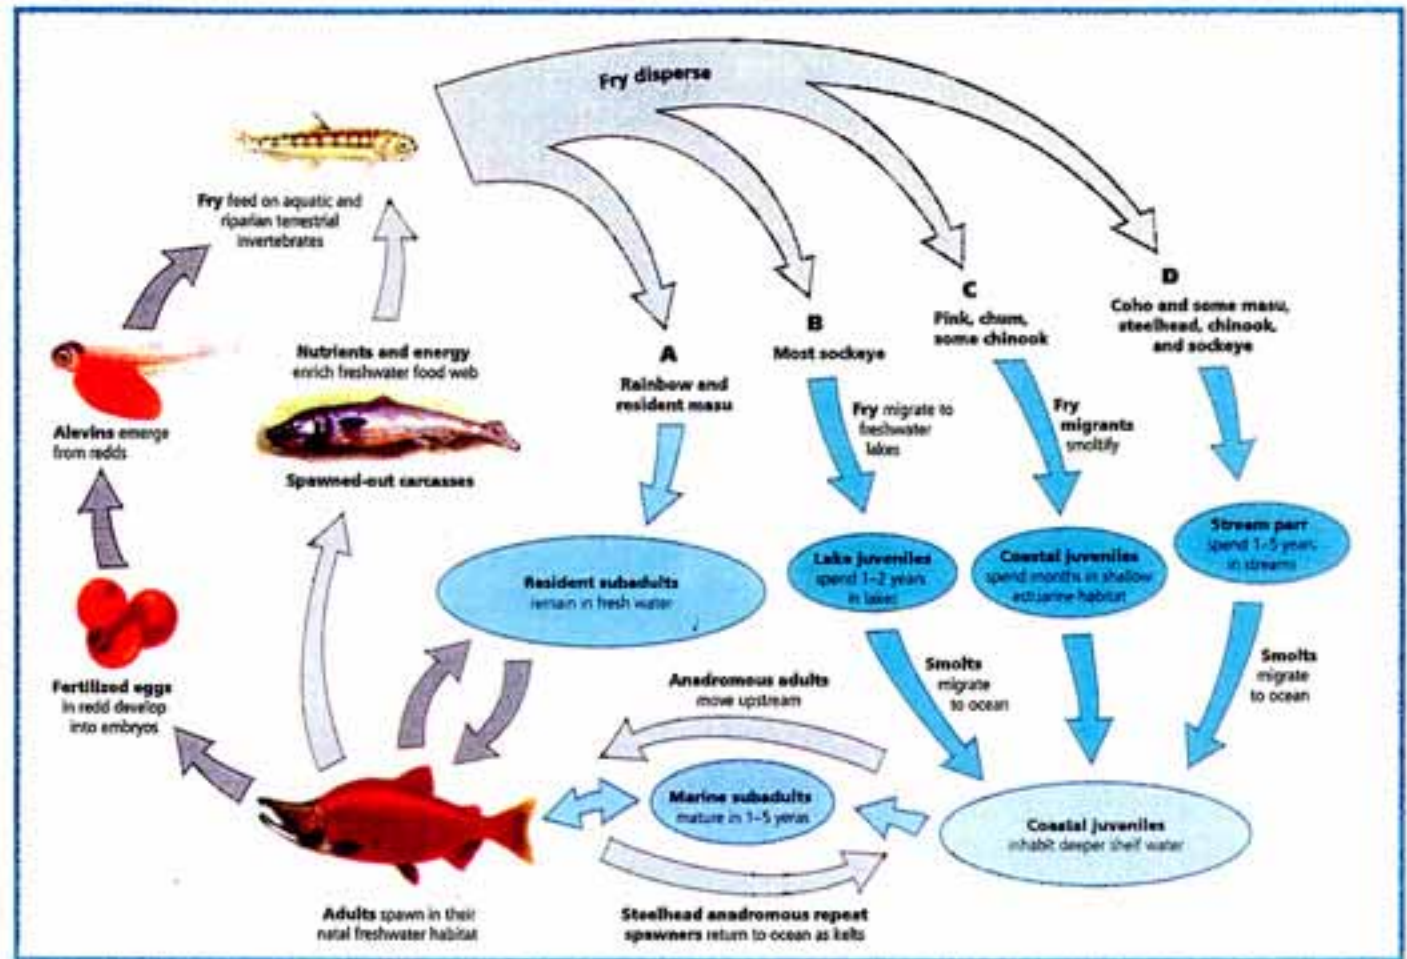 Fry disperse
Fry feed on aquatic and
riparian terrestrial
invertebrates
Nutrients and energy
enrich freshwater food web
Alevins emerge
from redds
Spawned-out carcasses
Fertilized eggs
in redd develop
into embryos
Adults spawn in their
natal freshwater habitat
A
Rainbow and
resident masu
B
Most sockeye
C
Pink, chum,
some chinook
D
Coho and some masu,
steelhead, chinook,
and sockeye
Fry migrate to
freshwater
lakes
Fry
migrants
smoltify
Resident subadults
remain in fresh water
Lake juveniles
spend 1–2 years
in lakes
Coastal juveniles
spend months in shallow
estuarine habitat
Stream parr
spend 1–5 years
in streams
Smolts
migrate
to ocean
Smolts
migrate
to ocean
Anadromous adults
move upstream
Marine subadults
mature in 1–5 yeras
Coastal juveniles
inhabit deeper shelf water
Steelhead anadromous repeat
spawners return to ocean as kelts